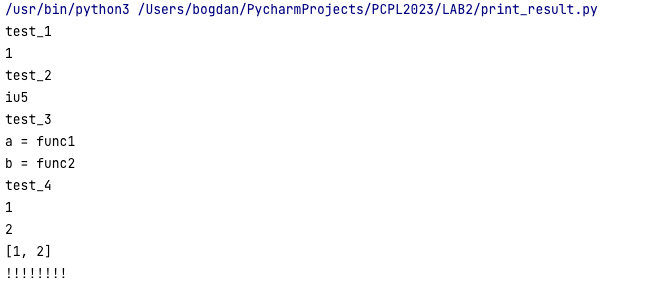 /usr/bin/python3 /Users/bogdan/PycharmProjects/PCPL2023/LAB2/print_result.py
test_1
1
test_2
iu5
test_3
a = func1
b = func2
test_4
1
2
[1, 2]
!!!!!!!!